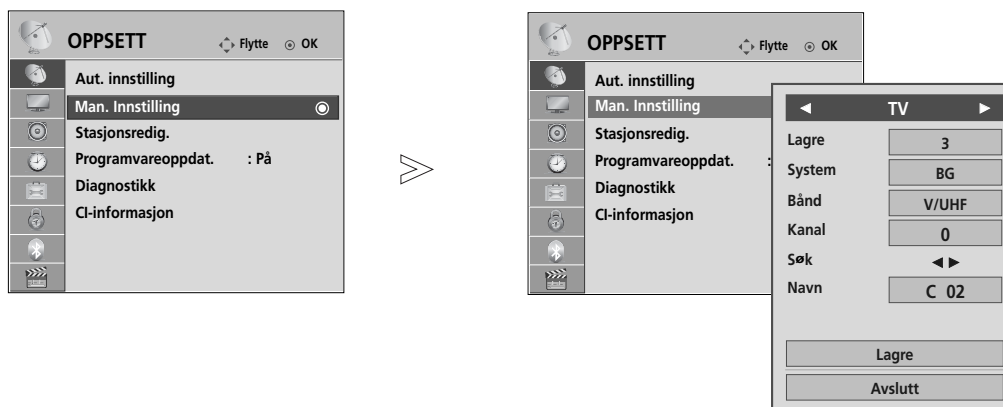 OPPSETT Flytte OK
Aut. innstilling
Man. Innstilling
Stasjonsredig.
Programvareoppdat. : På
Diagnostikk
CI-informasjon
OPPSETT Flytte OK
Aut. innstilling
Man. Innstilling
Stasjonsredig.
Programvareoppdat. :
Diagnostikk
CI-informasjon
TV
Lagre 3
System BG
Bånd V/UHF
Kanal 0
Søk
Navn C 02
Lagre
Avslutt